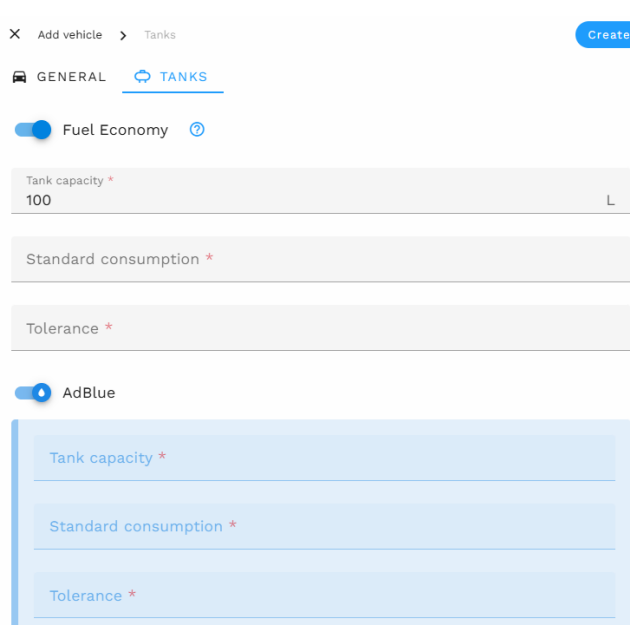 Add vehicle > Tanks Create
GENERAL TANKS
Fuel Economy
Tank capacity *
100 L
Standard consumption *
Tolerance *
AdBlue
Tank capacity *
Standard consumption *
Tolerance *